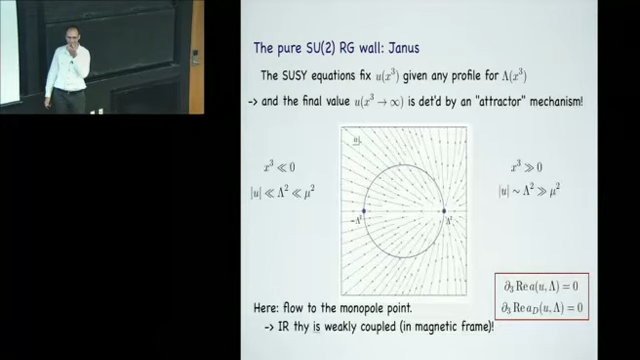 The pure SU(2) RG wall: Janus
The SUSY equations fix u(x³) given any profile for Λ(x³)
-> and the final value u(x³ → ∞) is det'd by an "attractor" mechanism!
|u|
x³ ≪ 0
x³ ≫ 0
|u| ≪ Λ² ≪ μ²
|u| ∼ Λ² ≫ μ²
-Λ²
Λ²
∂₃ Re a(u, Λ) = 0
∂₃ Re a_D(u, Λ) = 0
Here: flow to the monopole point.
-> IR thy is weakly coupled (in magnetic frame)!